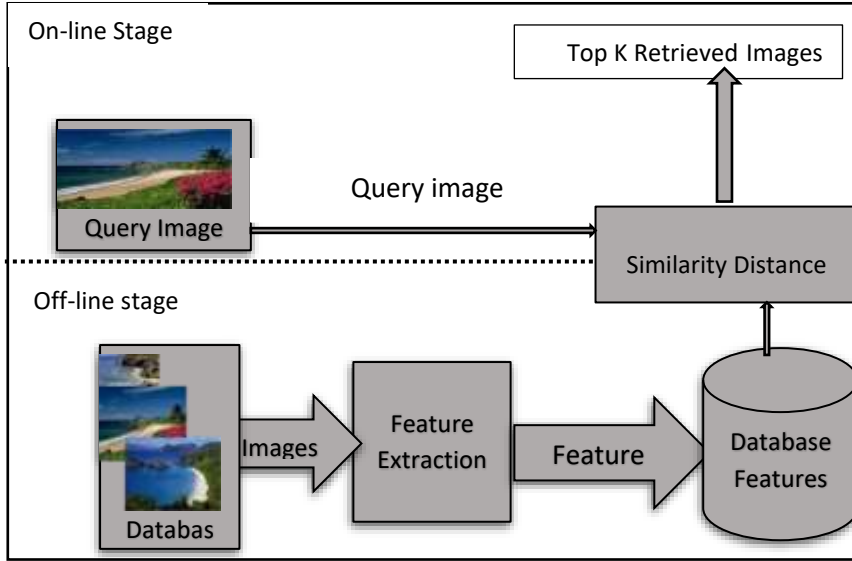 On-line Stage
Top K Retrieved Images
Query image
Query Image
Similarity Distance
Off-line stage
Images
Feature
Extraction
Feature
Database
Features
Databas